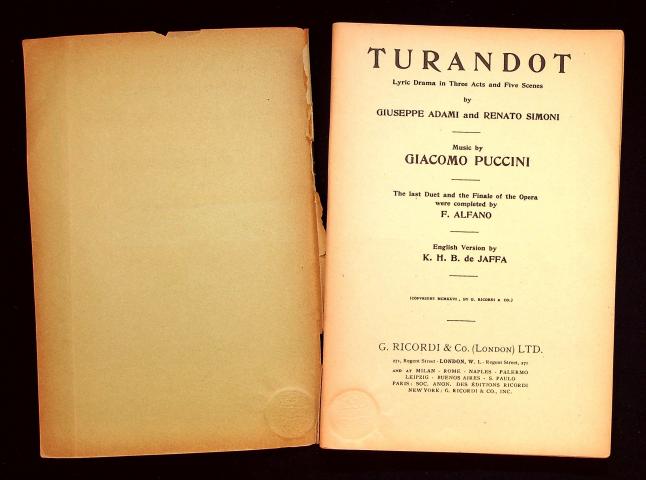 TURANDOT
Lyric Drama in Three Acts and Five Scenes
by
GIUSEPPE ADAMI and RENATO SIMONI
Music by
GIACOMO PUCCINI
The last Duet and the Finale of the Opera
were completed by
F. ALFANO
English Version by
K. H. B. de JAFFA
(COPYRIGHT MCMXXVI, BY G. RICORDI & CO.)
G. RICORDI & Co. (LONDON) LTD.
271, Regent Street - LONDON, W. 1. - Regent Street, 271
AND AT MILAN - ROME - NAPLES - PALERMO
LEIPZIG - BUENOS AIRES - S. PAULO
PARIS: SOC. ANON. DES ÉDITIONS RICORDI
NEW YORK: G. RICORDI & CO., INC.